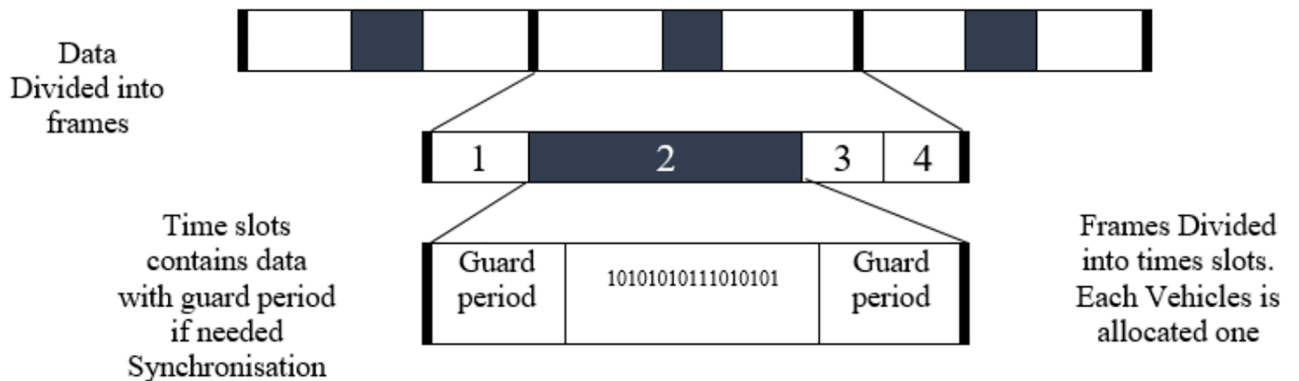 Data
Divided into
frames
1 2 3 4
Time slots
contains data
with guard period
if needed
Synchronisation
Guard
period
10101010111010101
Guard
period
Frames Divided
into times slots.
Each Vehicles is
allocated one